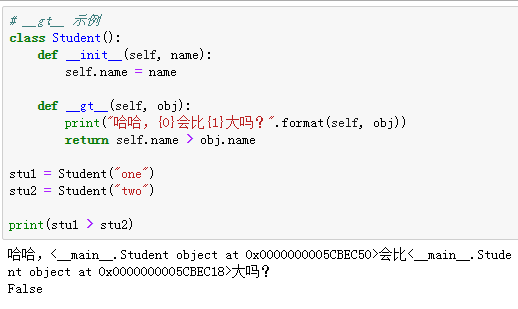 # __gt__ 示例
class Student():
    def __init__(self, name):
        self.name = name

    def __gt__(self, obj):
        print("哈哈，{0}会比{1}大吗？".format(self, obj))
        return self.name > obj.name

stu1 = Student("one")
stu2 = Student("two")

print(stu1 > stu2)
哈哈，<__main__.Student object at 0x0000000005CBEC50>会比<__main__.Stude
nt object at 0x0000000005CBEC18>大吗？
False